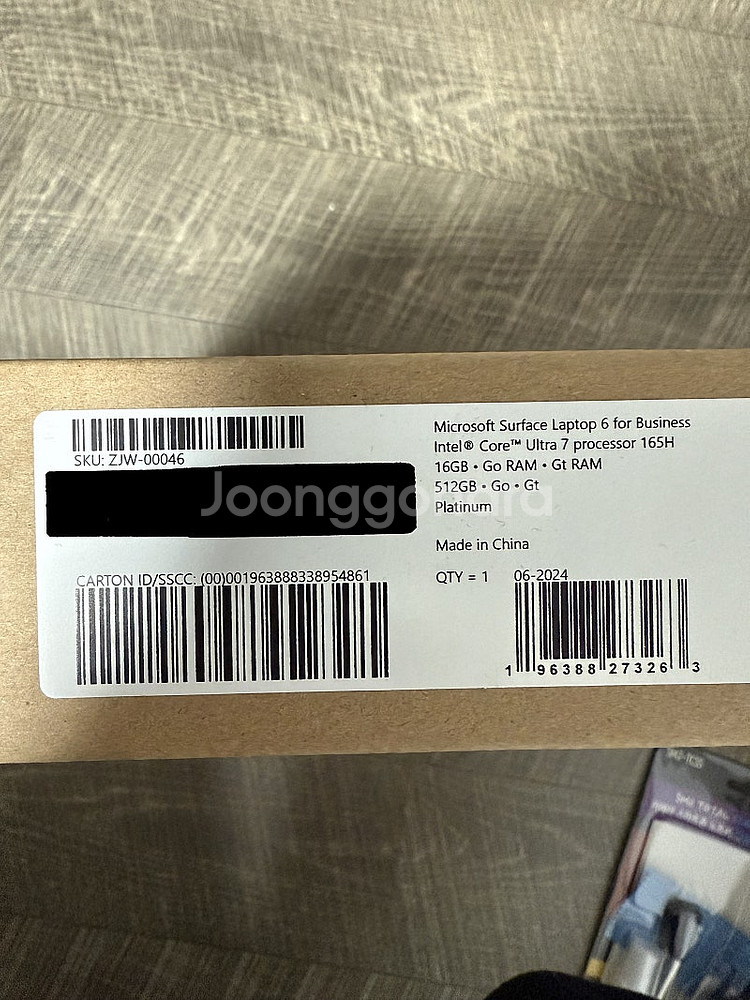 SKU: ZJW-00046
Joonggonara
CARTON ID/SSCC: (00)001963888338954861
Microsoft Surface Laptop 6 for Business
Intel® Core™ Ultra 7 processor 165H
16GB • Go RAM • Gt RAM
512GB • Go • Gt
Platinum
Made in China
QTY = 1 06-2024
1 96388 27326 3